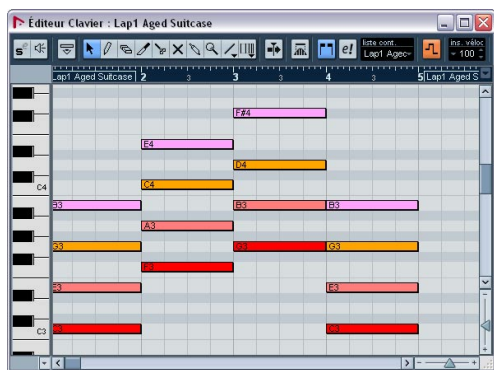 Éditeur Clavier : Lap1 Aged Suitcase
liste cont. ins. véloc
Lap1 Agec 100
Lap1 Aged Suitcase 2 3 3 3 4 3 5 Lap1 Aged S
F#4
E4
D4
C4 C4
B3 B3 B3
A3
G3 G3 G3
F3
E3 E3
C3 C3 C3